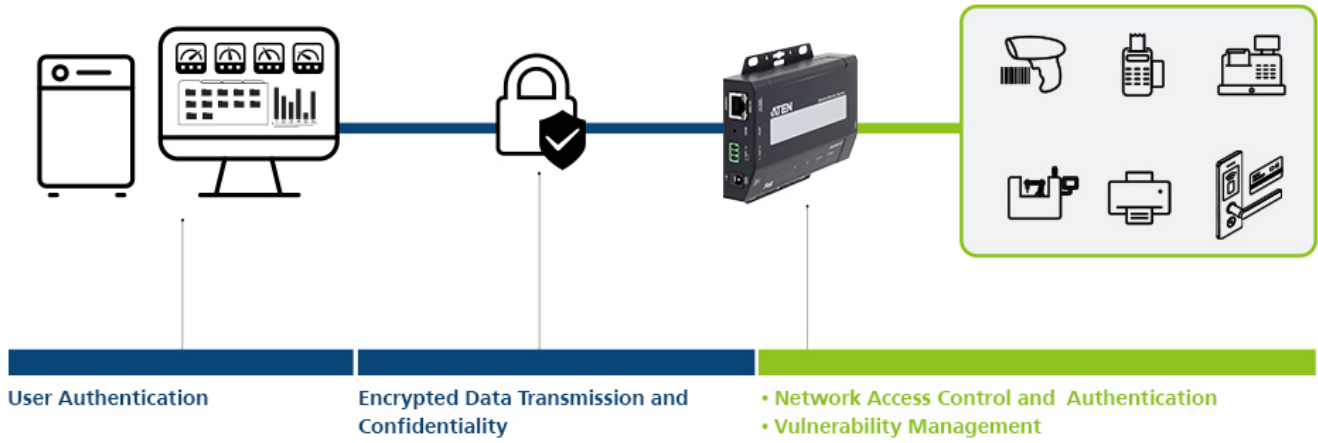 ATEN
User Authentication
Encrypted Data Transmission and
Confidentiality
• Network Access Control and Authentication
• Vulnerability Management